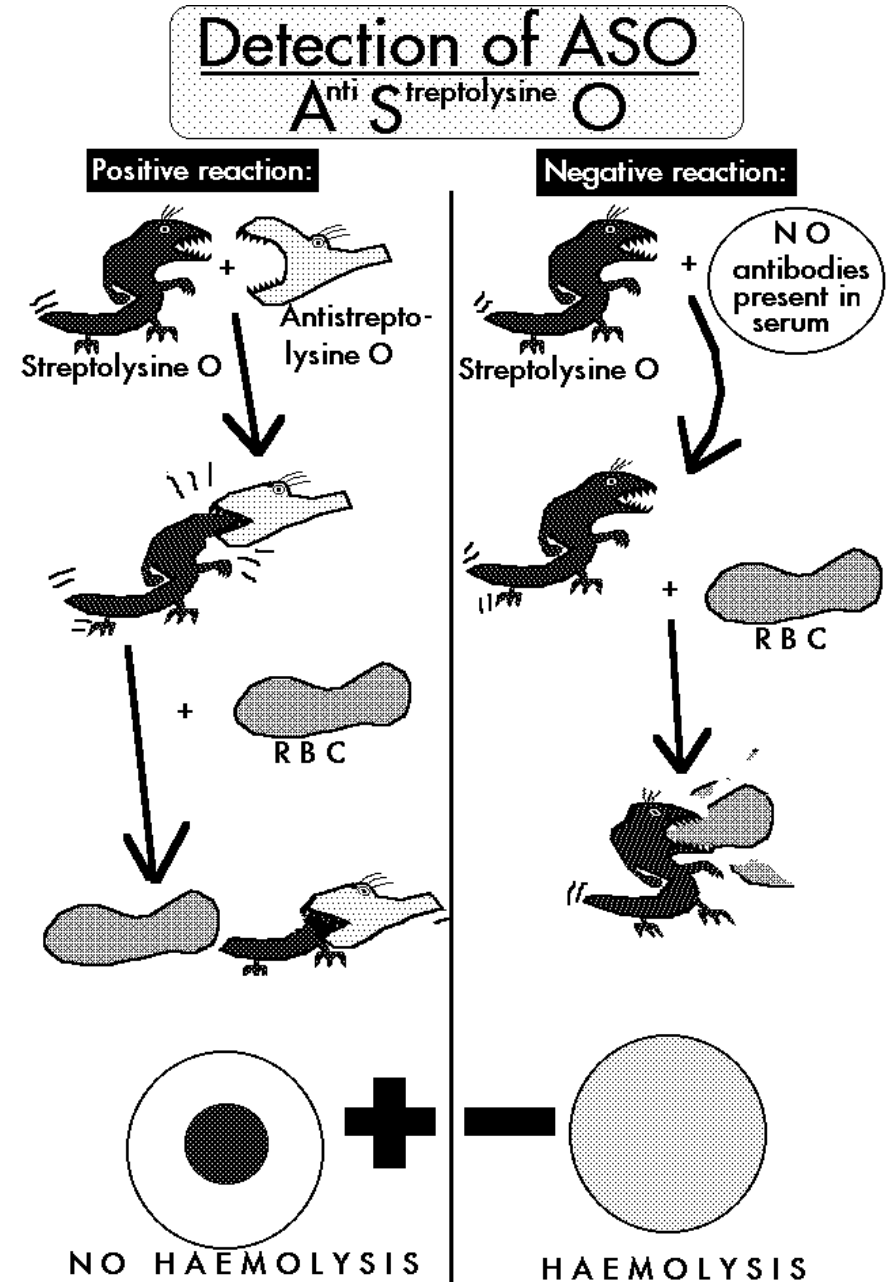 Detection of ASO
Anti Streptolysine O
Positive reaction:
+
Antistrepto-
lysine O
Streptolysine O
+
RBC
NO HAEMOLYSIS
Negative reaction:
+
NO
antibodies
present in
serum
Streptolysine O
+
RBC
HAEMOLYSIS